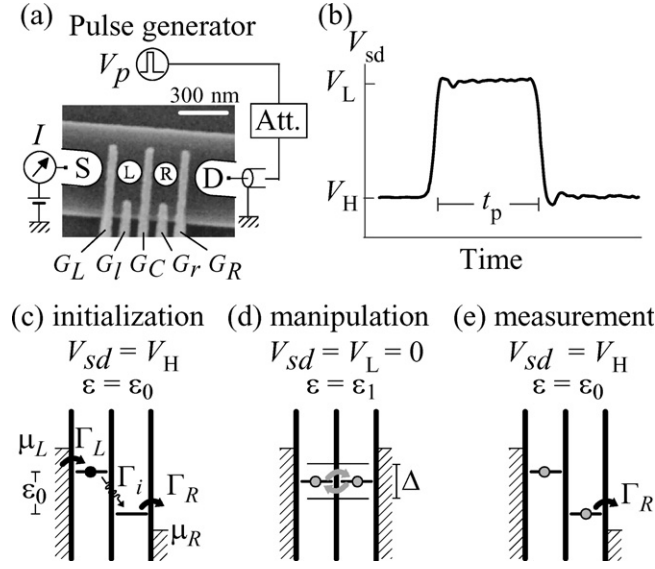 (a) Pulse generator
V_p
300 nm
Att.
I
S L R D
G_L G_l G_C G_r G_R
(b)
V_sd
V_L
V_H
t_p
Time
(c) initialization
V_sd = V_H
ε = ε_0
μ_L Γ_L
Γ_i
ε_0
Γ_R
μ_R
(d) manipulation
V_sd = V_L = 0
ε = ε_1
Δ
(e) measurement
V_sd = V_H
ε = ε_0
Γ_R